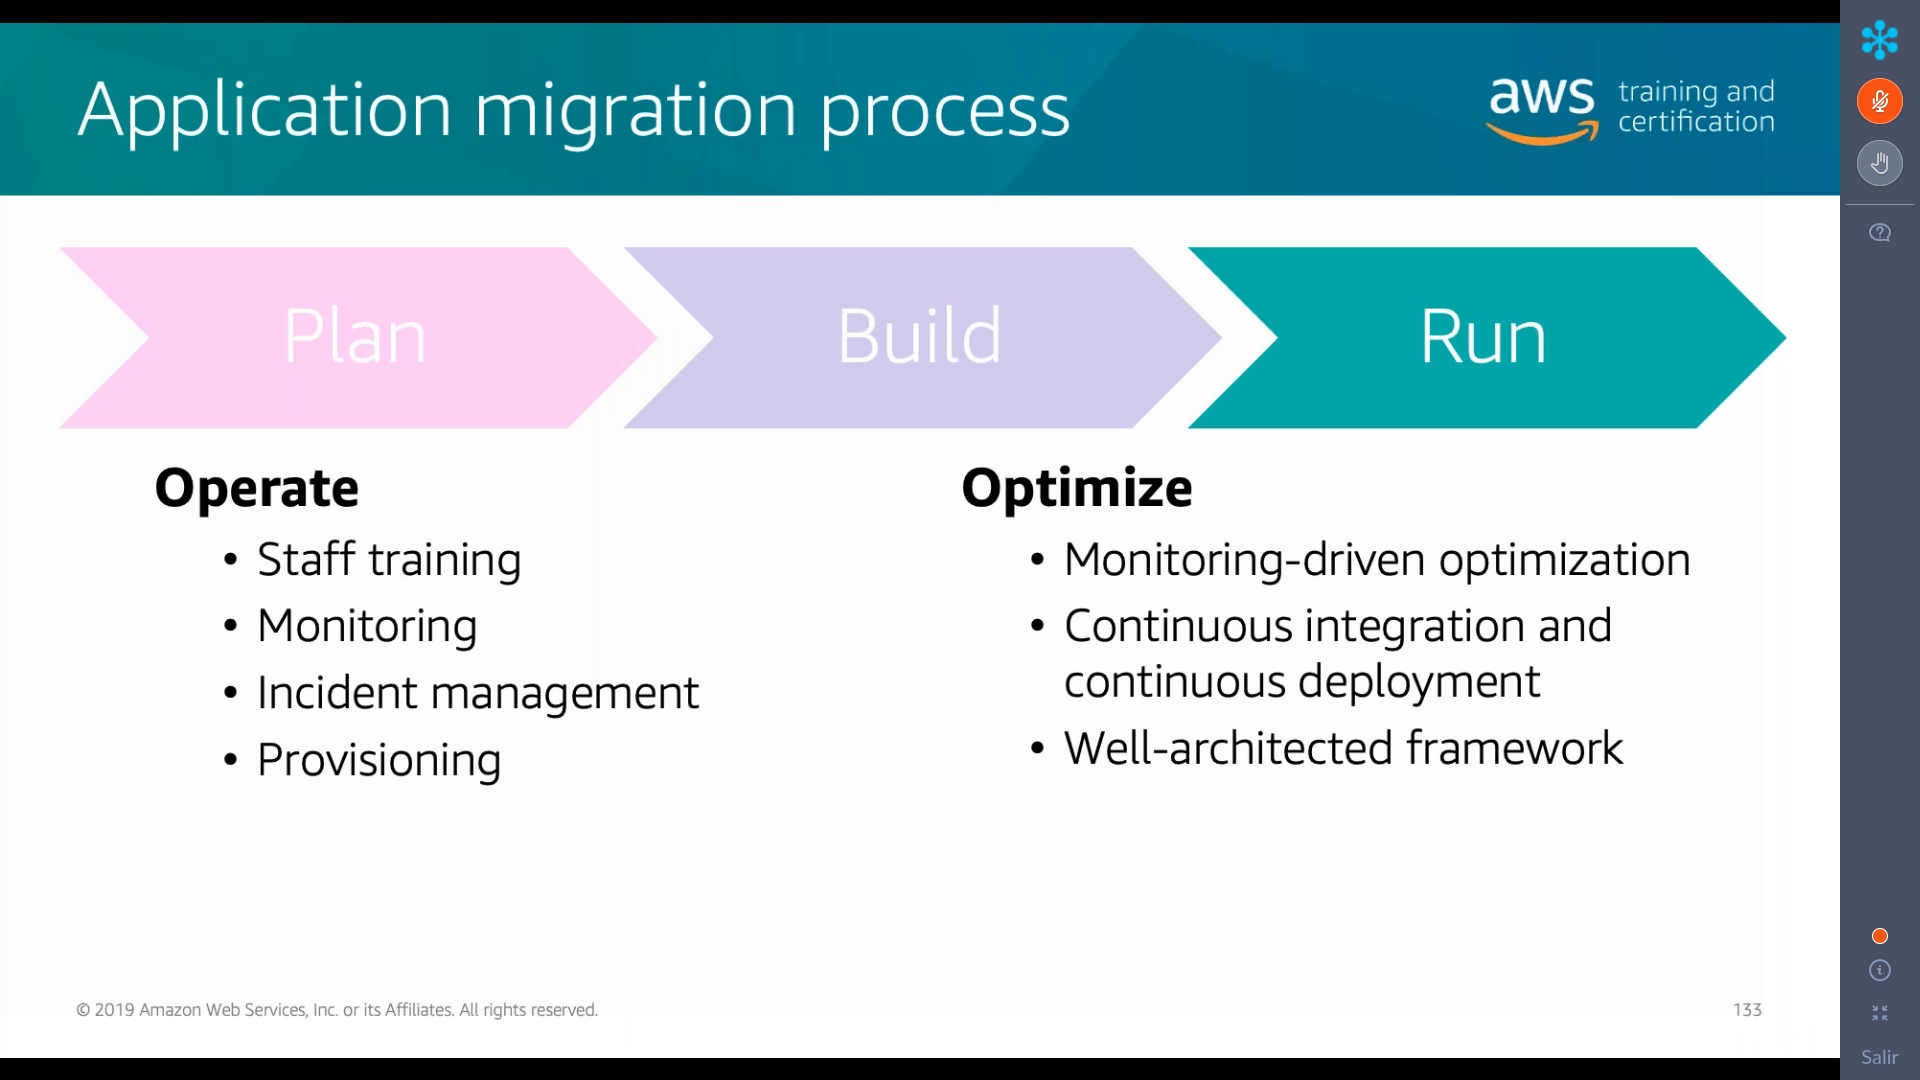 Application migration process
aws training and
certification
Plan
Build
Run
Operate
• Staff training
• Monitoring
• Incident management
• Provisioning
Optimize
• Monitoring-driven optimization
• Continuous integration and
continuous deployment
• Well-architected framework
© 2019 Amazon Web Services, Inc. or its Affiliates. All rights reserved.
133
Salir